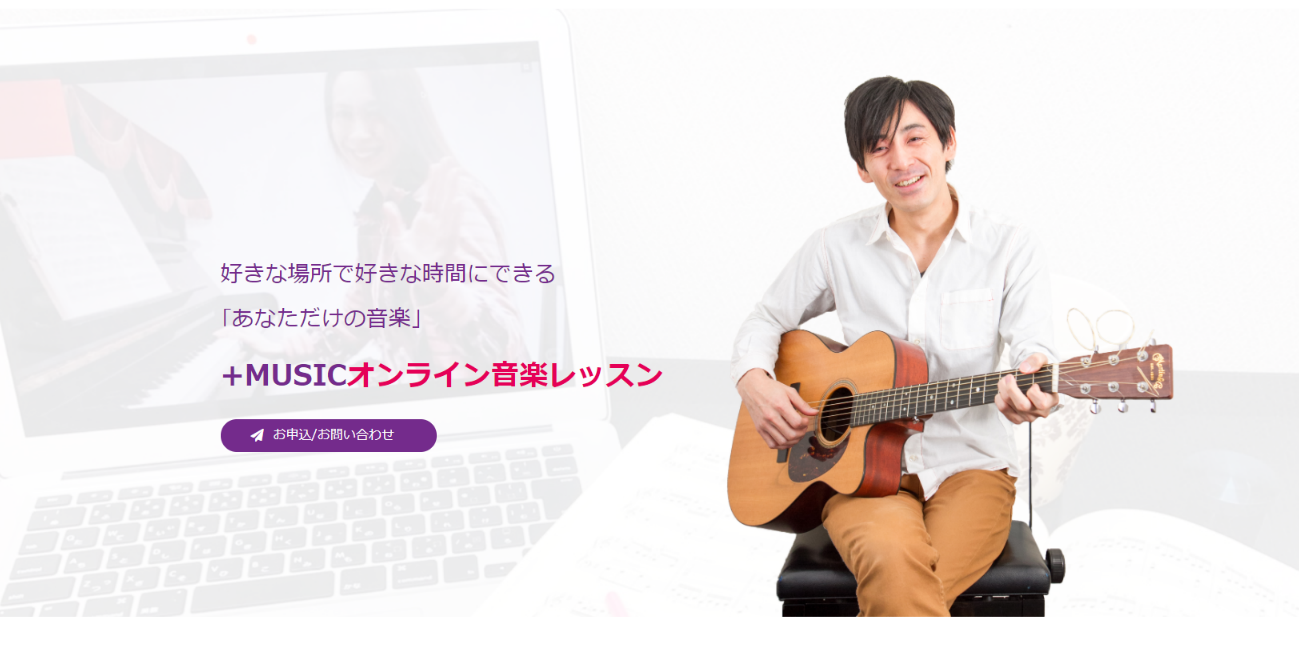 好きな場所で好きな時間にできる
「あなただけの音楽」
+MUSICオンライン音楽レッスン
お申込/お問い合わせ